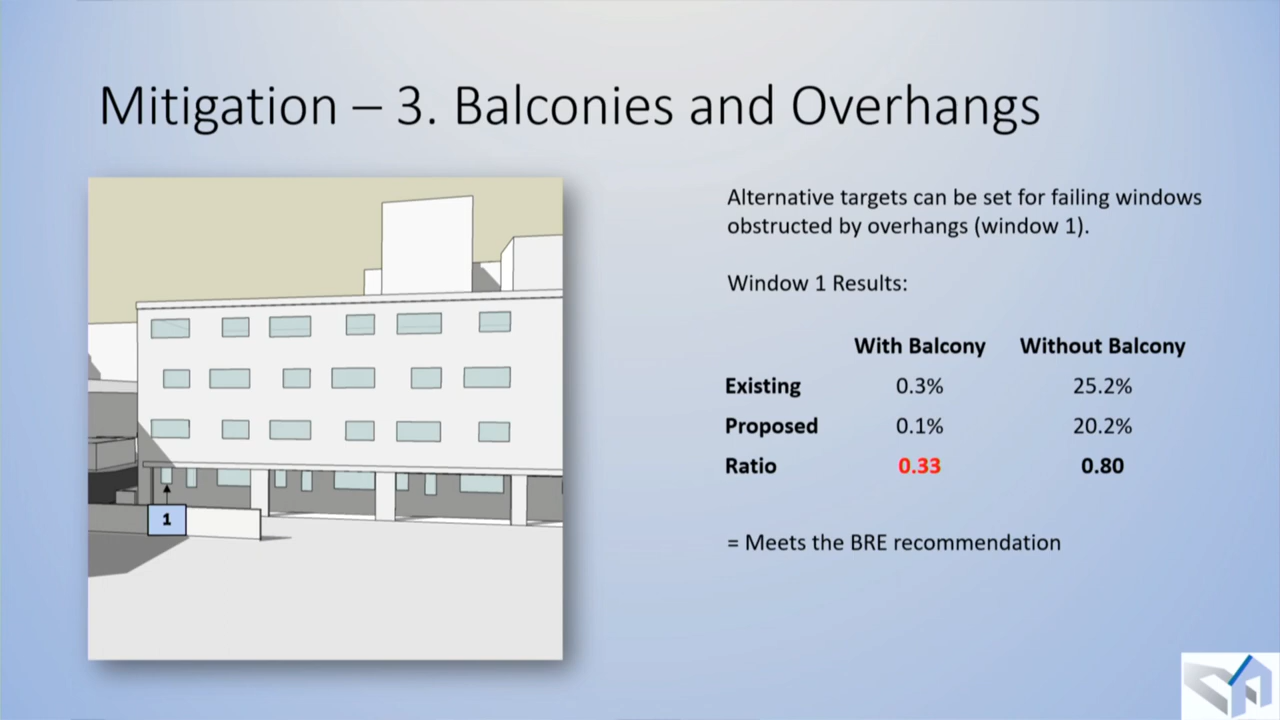 Mitigation – 3. Balconies and Overhangs
Alternative targets can be set for failing windows
obstructed by overhangs (window 1).
Window 1 Results:
With Balcony Without Balcony
Existing 0.3% 25.2%
Proposed 0.1% 20.2%
Ratio 0.33 0.80
= Meets the BRE recommendation
1